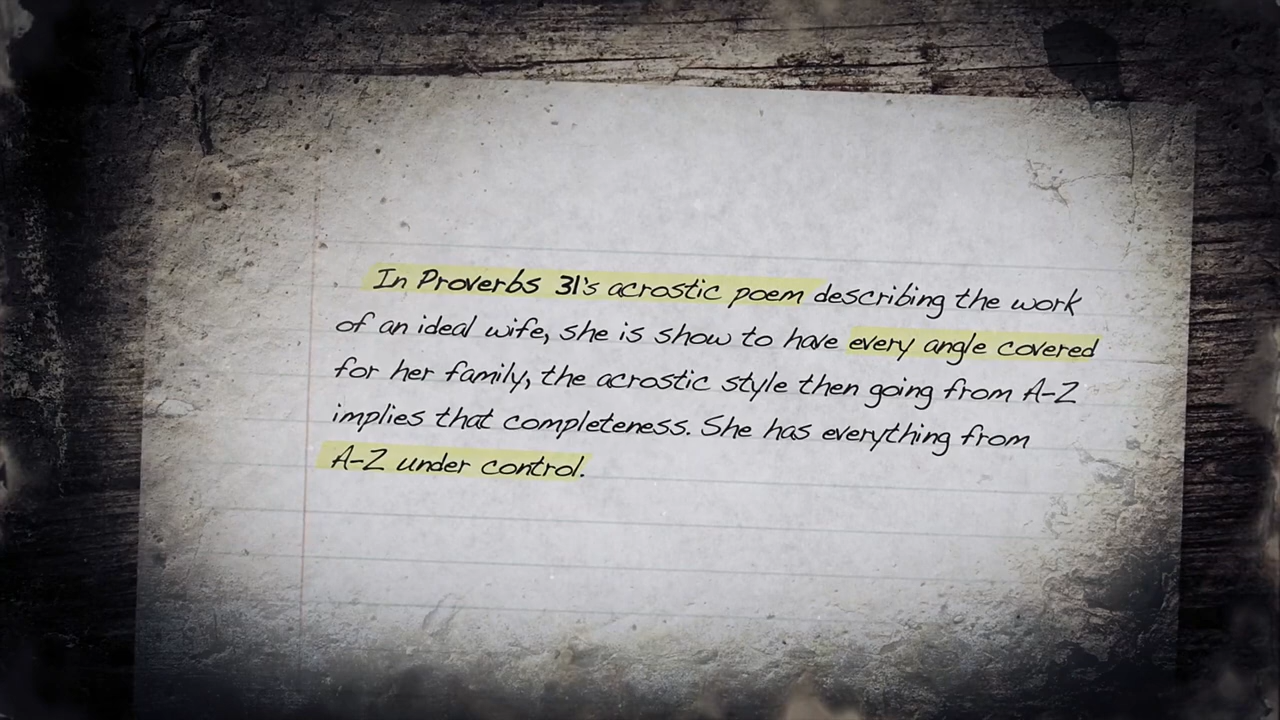 In Proverbs 31's acrostic poem describing the work
of an ideal wife, she is show to have every angle covered
for her family, the acrostic style then going from A-Z
implies that completeness. She has everything from
A-Z under control.